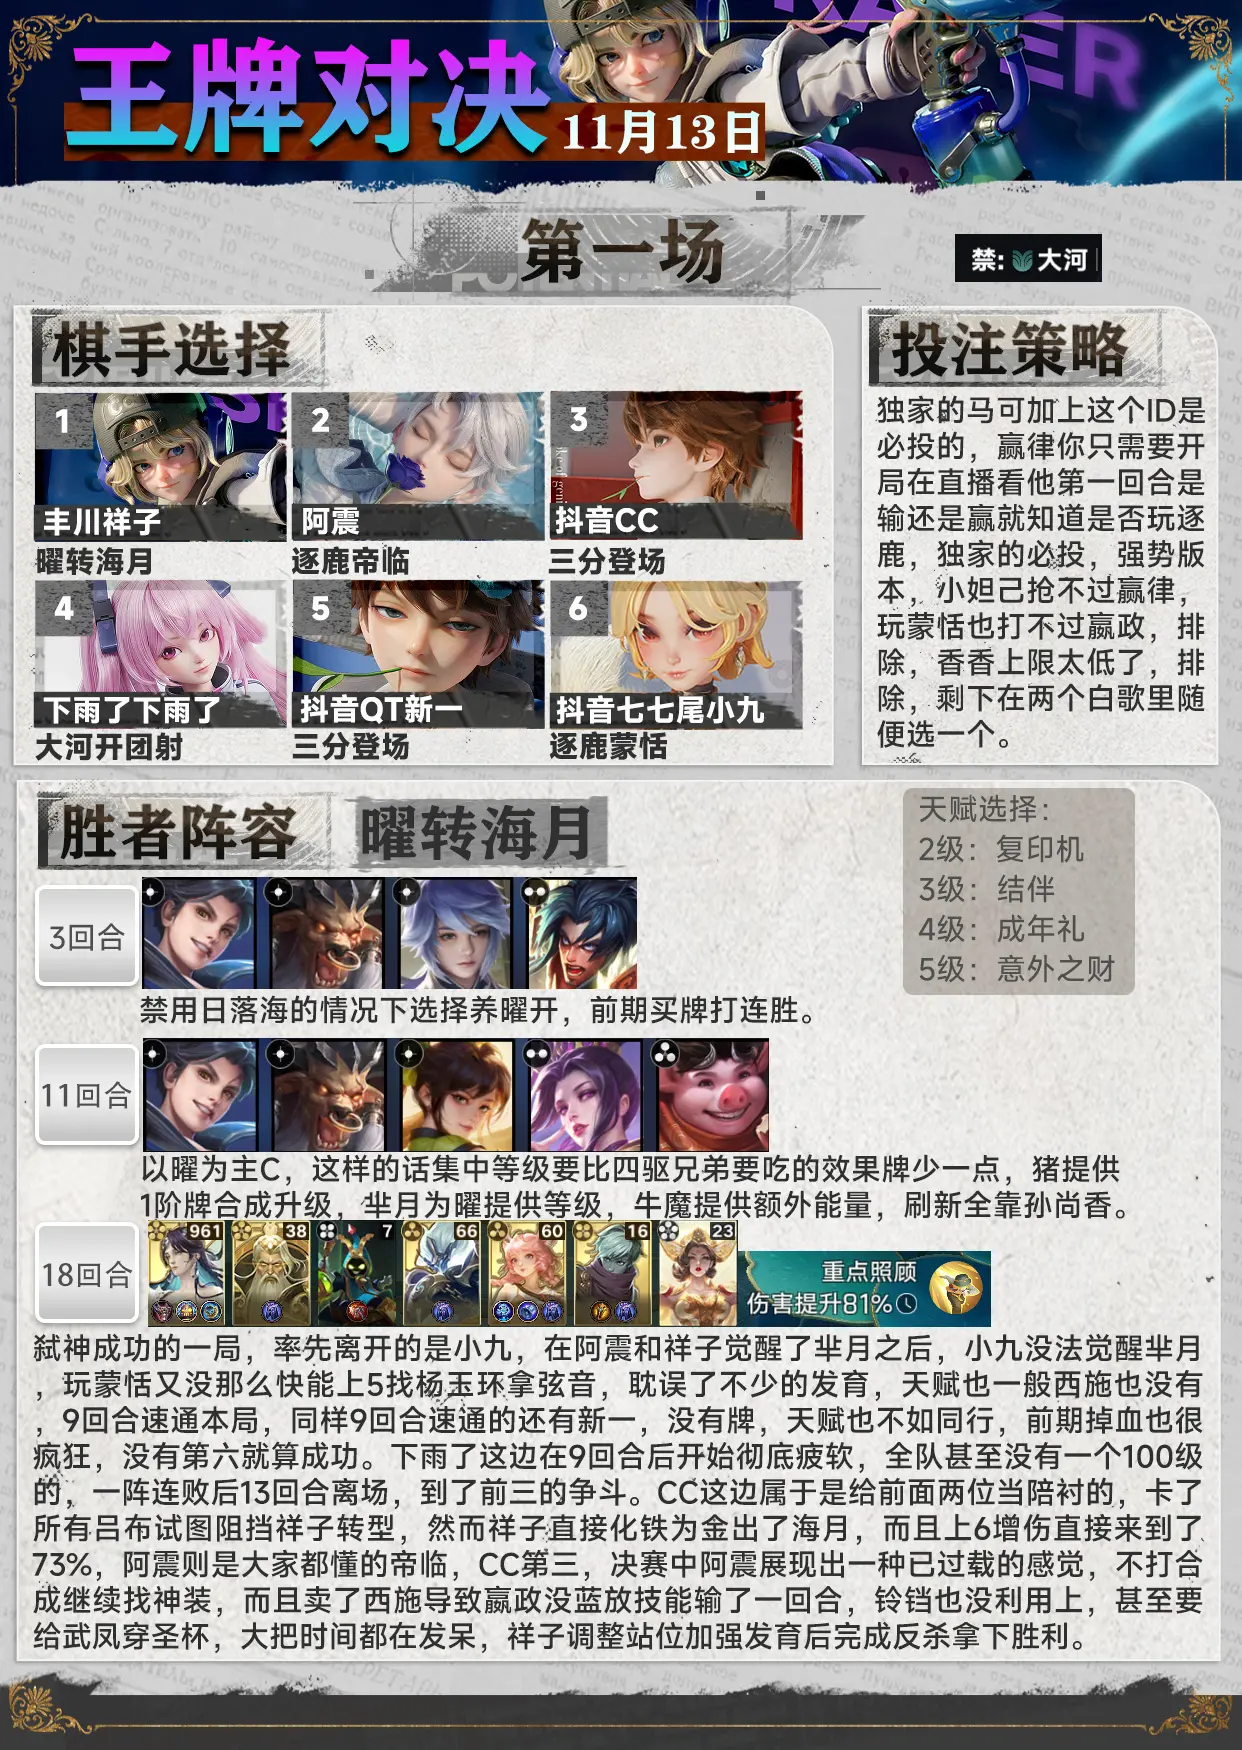 王牌对决
11月13日
第一场
禁:大河
棋手选择
1
丰川祥子
曜转海月
2
阿震
逐鹿帝临
3
抖音CC
三分登场
4
下雨了下雨了
大河开团射
5
抖音QT新一
三分登场
6
抖音七七尾小九
逐鹿蒙恬
投注策略
独家的马可加上这个ID是
必投的，赢律你只需要开
局在直播看他第一回合是
输还是赢就知道是否玩逐
鹿，独家的必投，强势版
本，小妲己抢不过赢律，
玩蒙恬也打不过嬴政，排
除，香香上限太低了，排
除，剩下在两个白歌里随
便选一个。
胜者阵容
曜转海月
天赋选择：
2级：复印机
3级：结伴
4级：成年礼
5级：意外之财
3回合
禁用日落海的情况下选择养曜开，前期买牌打连胜。
11回合
以曜为主C，这样的话集中等级要比四驱兄弟要吃的效果牌少一点，猪提供
1阶牌合成升级，芈月为曜提供等级，牛魔提供额外能量，刷新全靠孙尚香。
18回合
961 38 7 66 60 16 23
重点照顾
伤害提升81%
弑神成功的一局，率先离开的是小九，在阿震和祥子觉醒了芈月之后，小九没法觉醒芈月
，玩蒙恬又没那么快能上5找杨玉环拿弦音，耽误了不少的发育，天赋也一般西施也没有
，9回合速通本局，同样9回合速通的还有新一，没有牌，天赋也不如同行，前期掉血也很
疯狂，没有第六就算成功。下雨了这边在9回合后开始彻底疲软，全队甚至没有一个100级
的，一阵连败后13回合离场，到了前三的争斗。CC这边属于是给前面两位当陪衬的，卡了
所有吕布试图阻挡祥子转型，然而祥子直接化铁为金出了海月，而且上6增伤直接来到了
73%，阿震则是大家都懂的帝临，CC第三，决赛中阿震展现出一种已过载的感觉，不打合
成继续找神装，而且卖了西施导致嬴政没蓝放技能输了一回合，铃铛也没利用上，甚至要
给武凤穿圣杯，大把时间都在发呆，祥子调整站位加强发育后完成反杀拿下胜利。